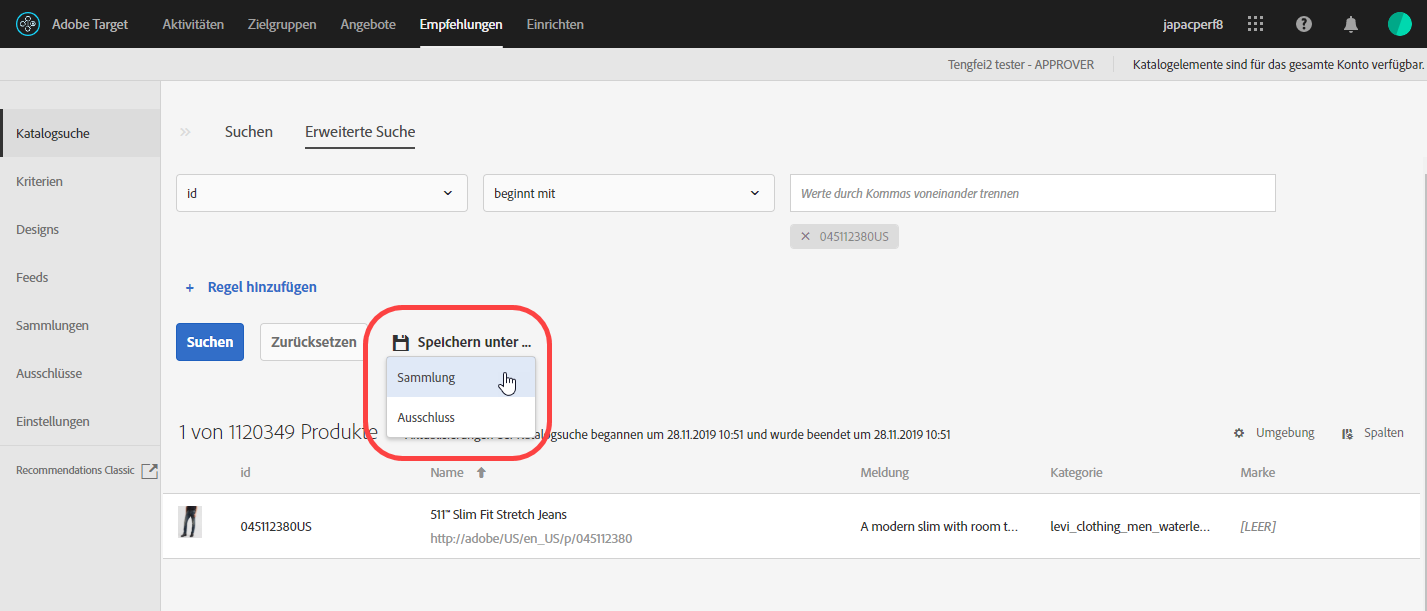 Adobe Target Aktivitäten Zielgruppen Angebote Empfehlungen Einrichten japacperf8
Tengfei2 tester - APPROVER Katalogelemente sind für das gesamte Konto verfügbar.
Katalogsuche
Kriterien
Designs
Feeds
Sammlungen
Ausschlüsse
Einstellungen
Recommendations Classic
Suchen Erweiterte Suche
id beginnt mit Werte durch Kommas voneinander trennen
× 045112380US
+ Regel hinzufügen
Suchen Zurücksetzen Speichern unter ...
Sammlung
Ausschluss
1 von 1120349 Produkte Katalogsuche begannen um 28.11.2019 10:51 und wurde beendet um 28.11.2019 10:51 Umgebung Spalten
id Name Meldung Kategorie Marke
045112380US 511™ Slim Fit Stretch Jeans A modern slim with room t... levi_clothing_men_waterle... [LEER]
http://adobe/US/en_US/p/045112380